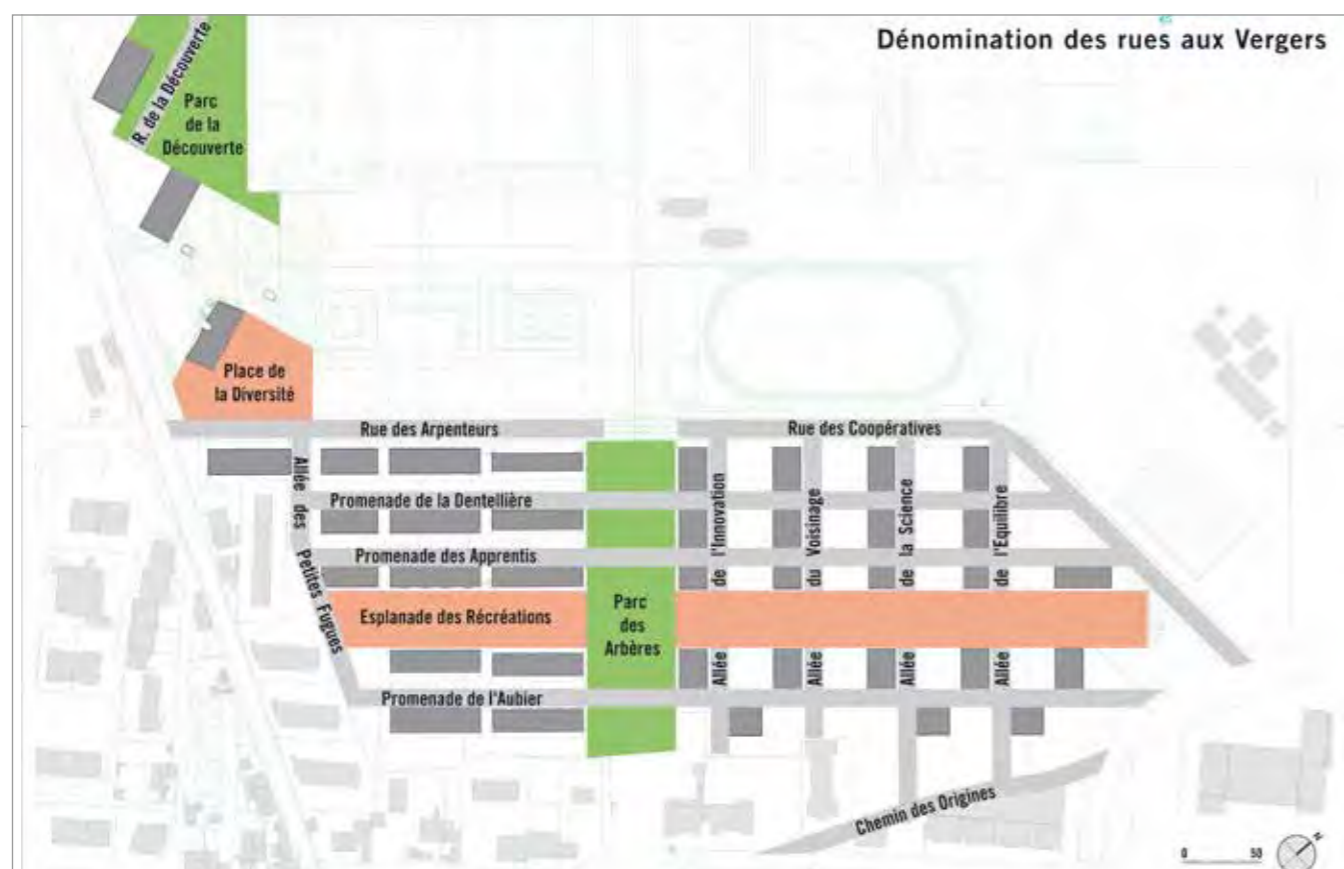 Dénomination des rues aux Vergers
R. de la Découverte
Parc
de la
Découverte
Place de
la Diversité
Rue des Arpenteurs
Rue des Coopératives
Allée des Petites Fugues
Promenade de la Dentellière
Promenade des Apprentis
Esplanade des Récréations
Parc
des
Arbères
Allée de l'Innovation
Allée du Voisinage
Allée de la Science
Allée de l'Equilibre
Promenade de l'Aubier
Chemin des Origines
0 50
N